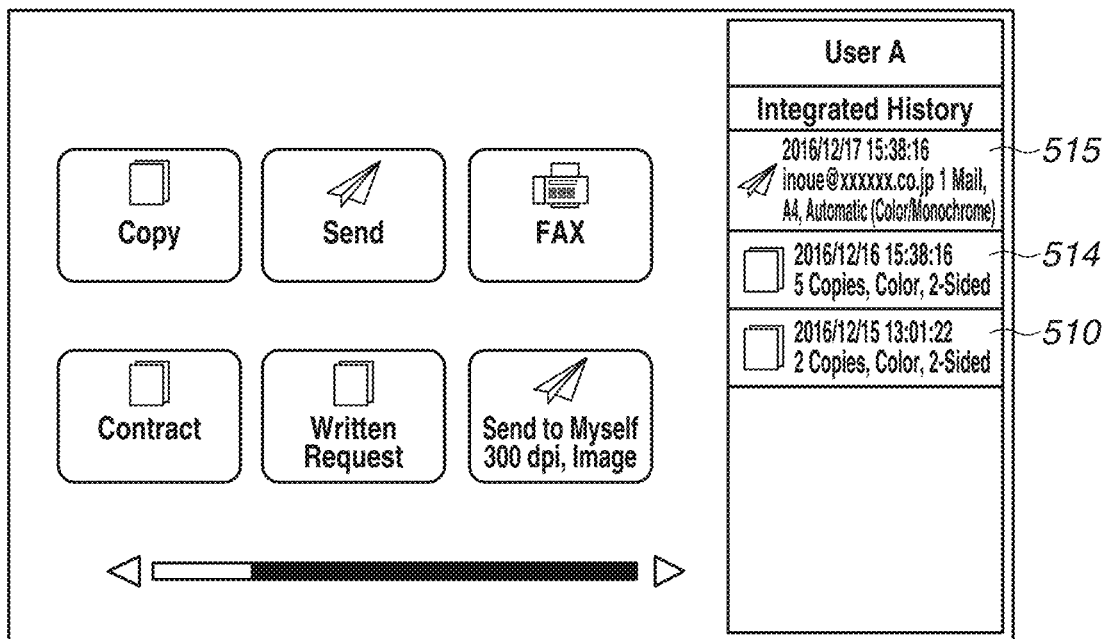 User A
Integrated History
2016/12/17 15:38:16
inoue@xxxxxx.co.jp 1 Mail,
A4, Automatic (Color/Monochrome)
515
2016/12/16 15:38:16
5 Copies, Color, 2-Sided
514
2016/12/15 13:01:22
2 Copies, Color, 2-Sided
510
Copy
Send
FAX
Contract
Written
Request
Send to Myself
300 dpi, Image